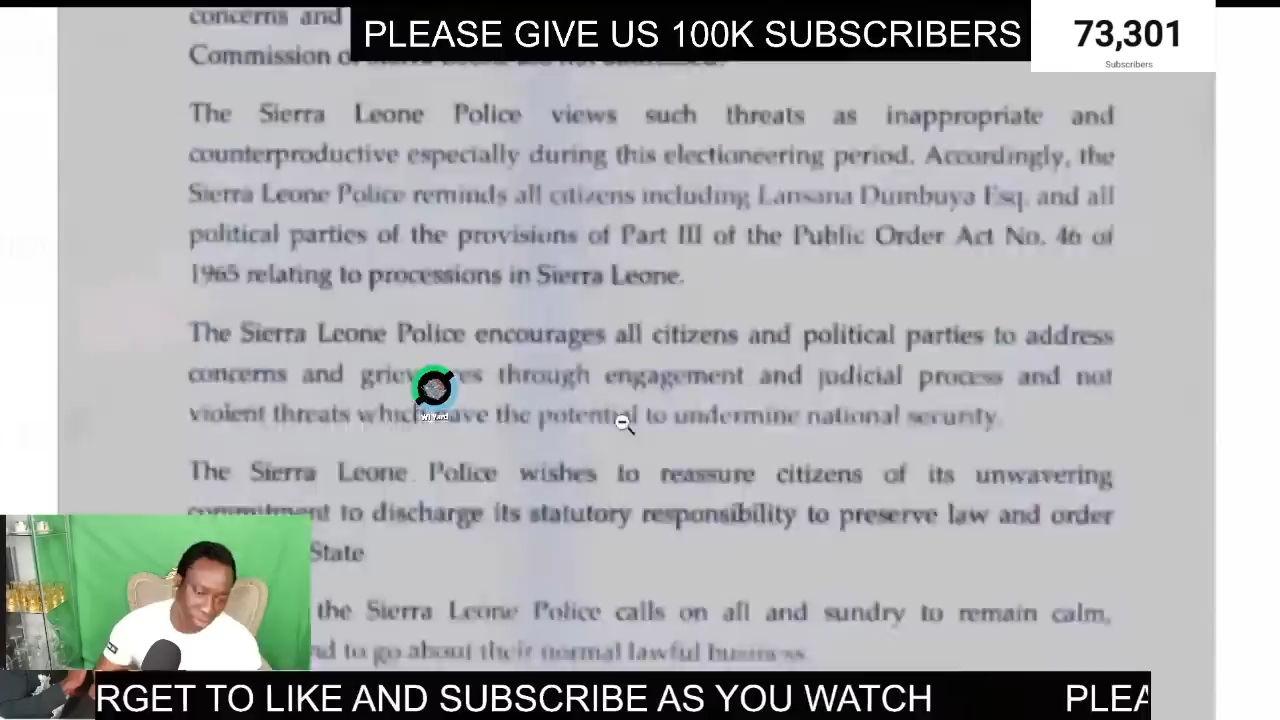 concerns and
PLEASE GIVE US 100K SUBSCRIBERS
73,301
Subscribers
Commission
The Sierra Leone Police views such threats as inappropriate and
counterproductive especially during this electioneering period. Accordingly, the
Sierra Leone Police reminds all citizens including Lansana Dumbuya Esq. and all
political parties of the provisions of Part III of the Public Order Act No. 46 of
1965 relating to processions in Sierra Leone.
The Sierra Leone Police encourages all citizens and political parties to address
concerns and through engagement and judicial process and not
violent threats the potential to undermine national security.
The Sierra Leone Police wishes to reassure citizens of its unwavering
commitment to discharge its statutory responsibility to preserve law and order
State
the Sierra Leone Police calls on all and sundry to remain calm,
to go about their normal lawful business
RGET TO LIKE AND SUBSCRIBE AS YOU WATCH PLEA